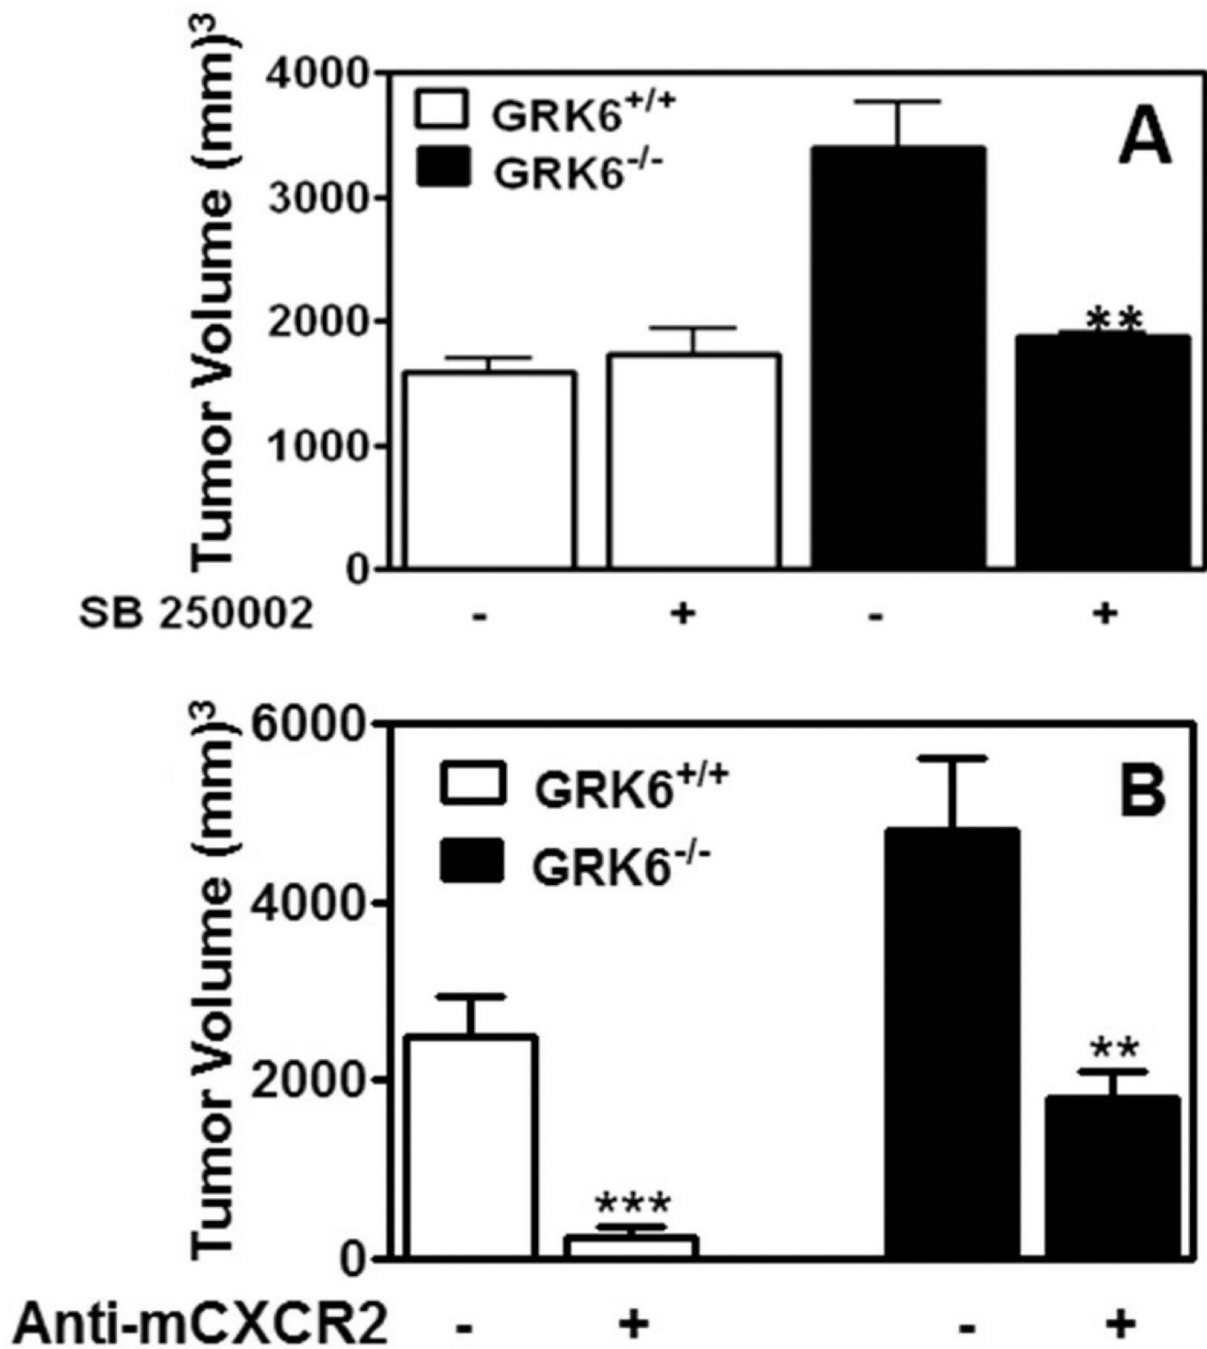 Tumor Volume (mm)³
4000
3000
2000
1000
0
GRK6+/+
GRK6-/-
A
**
SB 250002
- + - +
Tumor Volume (mm)³
6000
4000
2000
0
GRK6+/+
GRK6-/-
B
***
**
Anti-mCXCR2
- + - +